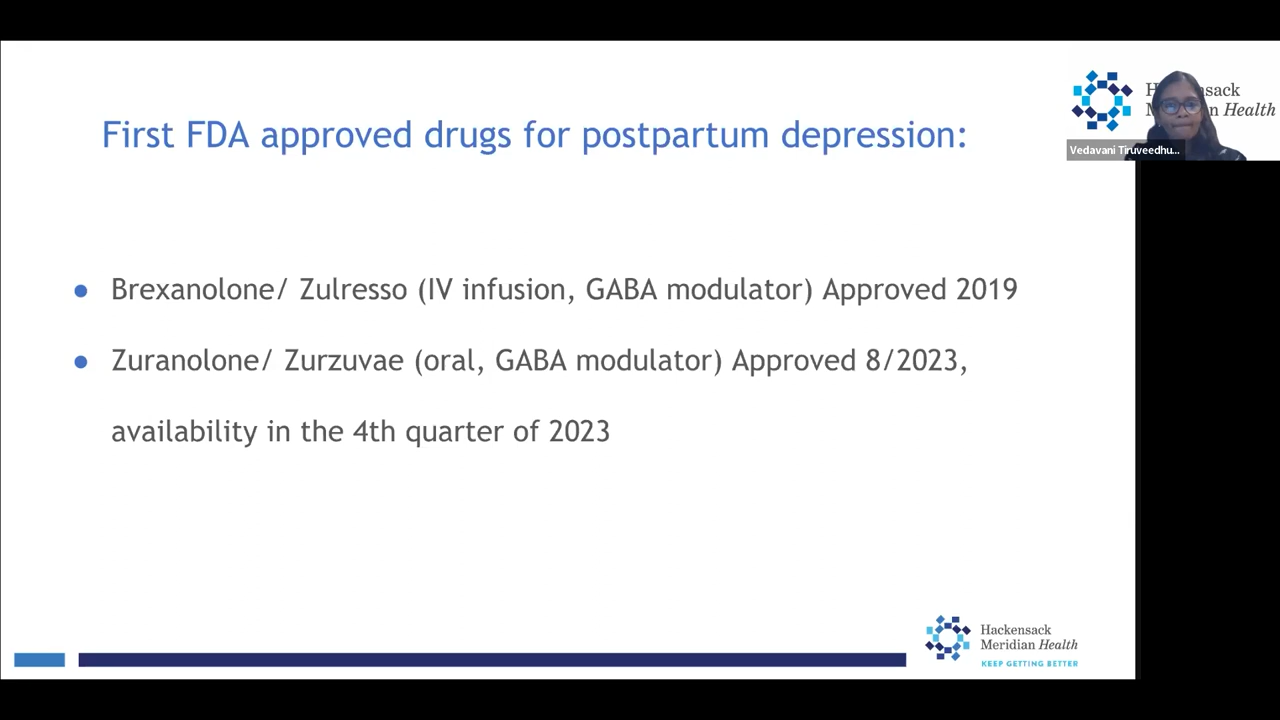 First FDA approved drugs for postpartum depression:
Hackensack
Meridian Health
Vedavani Tiruveedhu...
● Brexanolone/ Zulresso (IV infusion, GABA modulator) Approved 2019
● Zuranolone/ Zurzuvae (oral, GABA modulator) Approved 8/2023,
availability in the 4th quarter of 2023
Hackensack
Meridian Health
KEEP GETTING BETTER